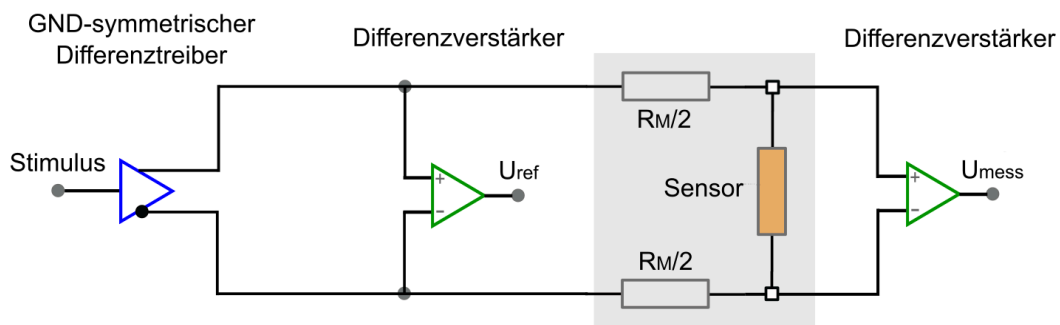 GND-symmetrischer
Differenztreiber
Differenzverstärker
Differenzverstärker
RM/2
Stimulus
+
-
Uref
Sensor
+
-
Umess
RM/2